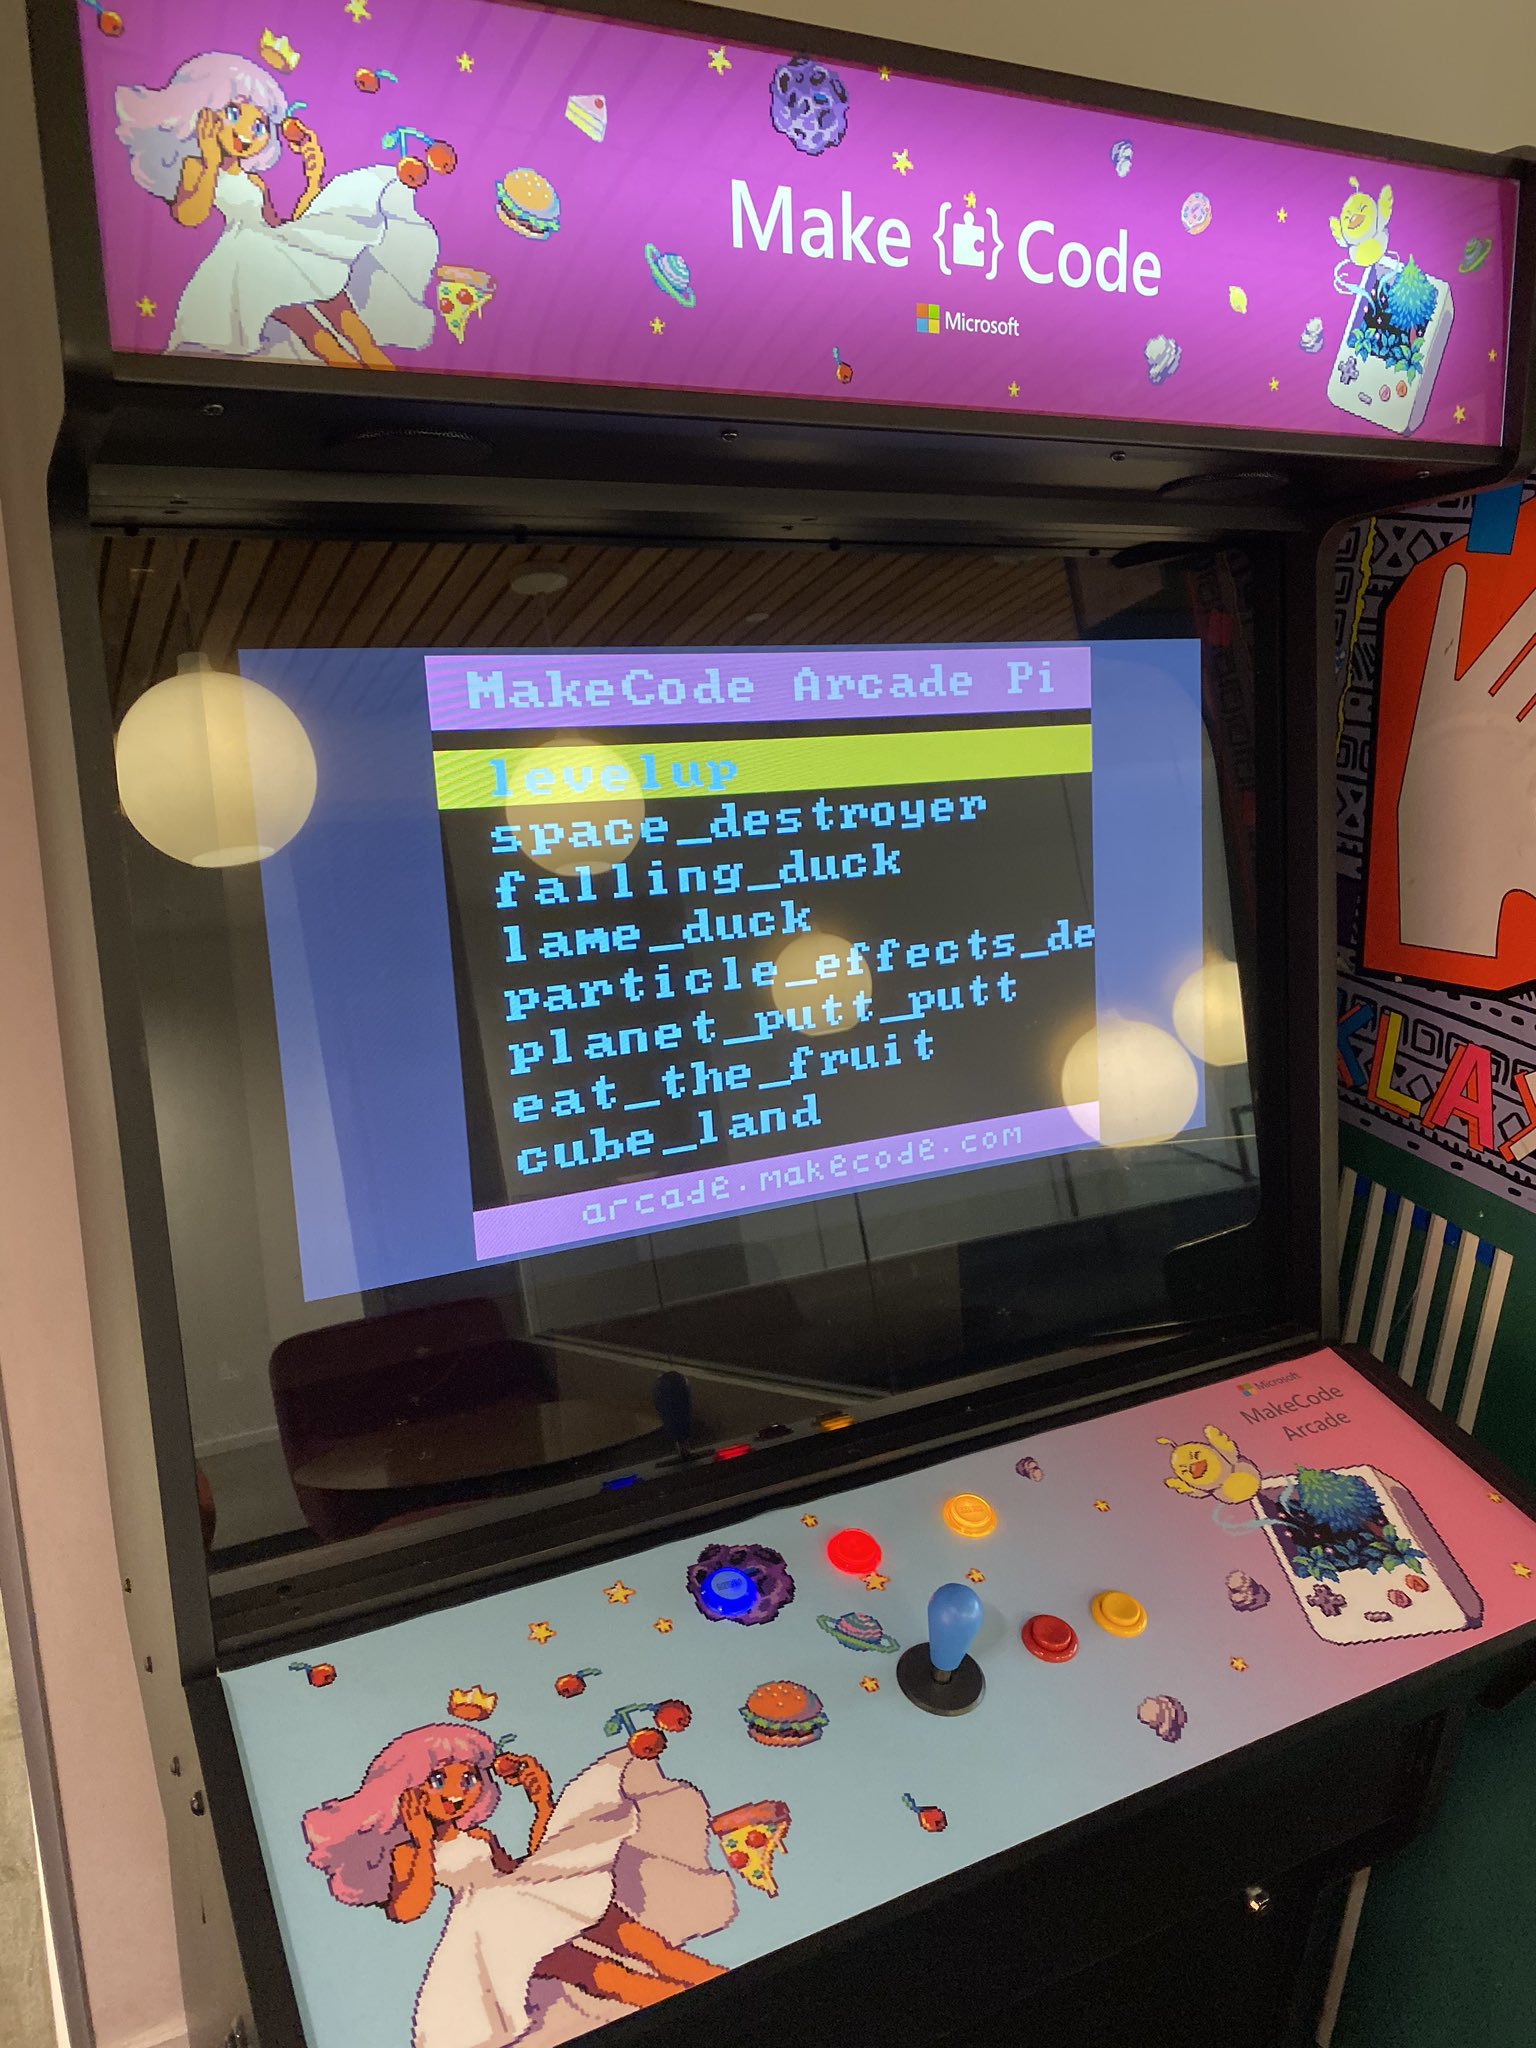 Make {} Code
Microsoft
MakeCode Arcade Pi
levelup
space_destroyer
falling_duck
lame_duck
particle_effects_de
planet_putt_putt
eat_the_fruit
cube_land
arcade.makecode.com
Microsoft
MakeCode
Arcade